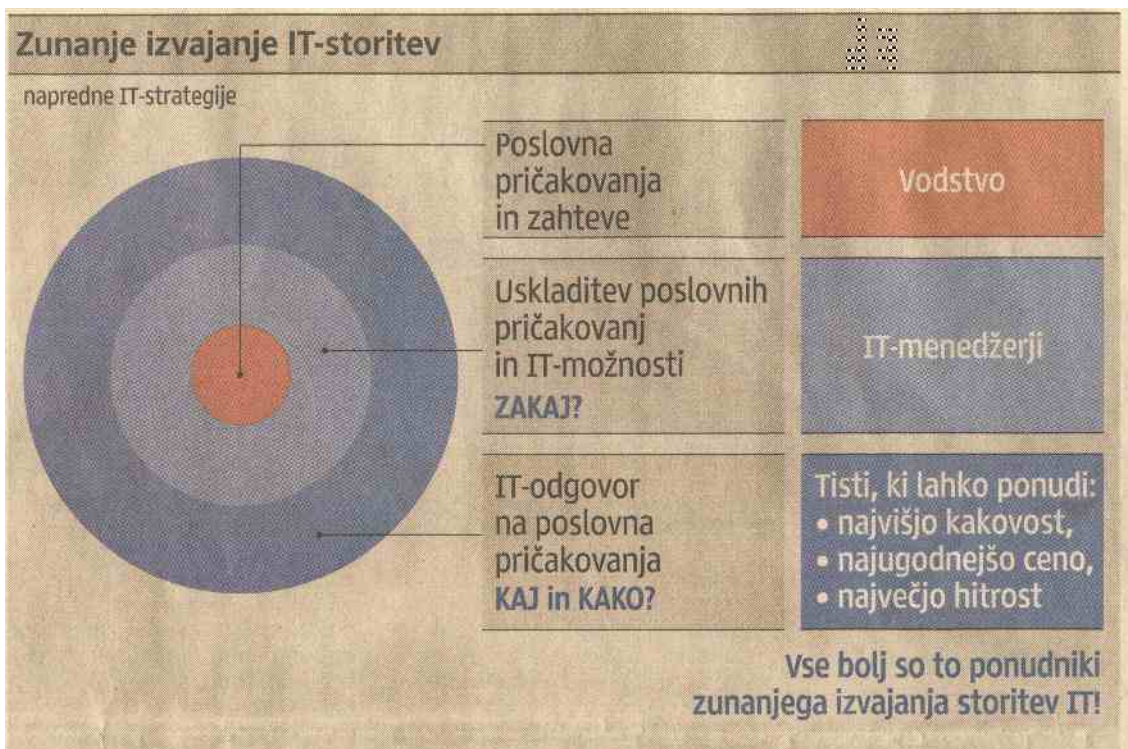 Zunanje izvajanje IT-storitev
napredne IT-strategije
Poslovna
pričakovanja
in zahteve
Vodstvo
Uskladitev poslovnih
pričakovanj
in IT-možnosti
ZAKAJ?
IT-menedžerji
IT-odgovor
na poslovna
pričakovanja
KAJ in KAKO?
Tisti, ki lahko ponudi:
• najvišjo kakovost,
• najugodnejšo ceno,
• največjo hitrost
Vse bolj so to ponudniki
zunanjega izvajanja storitev IT!